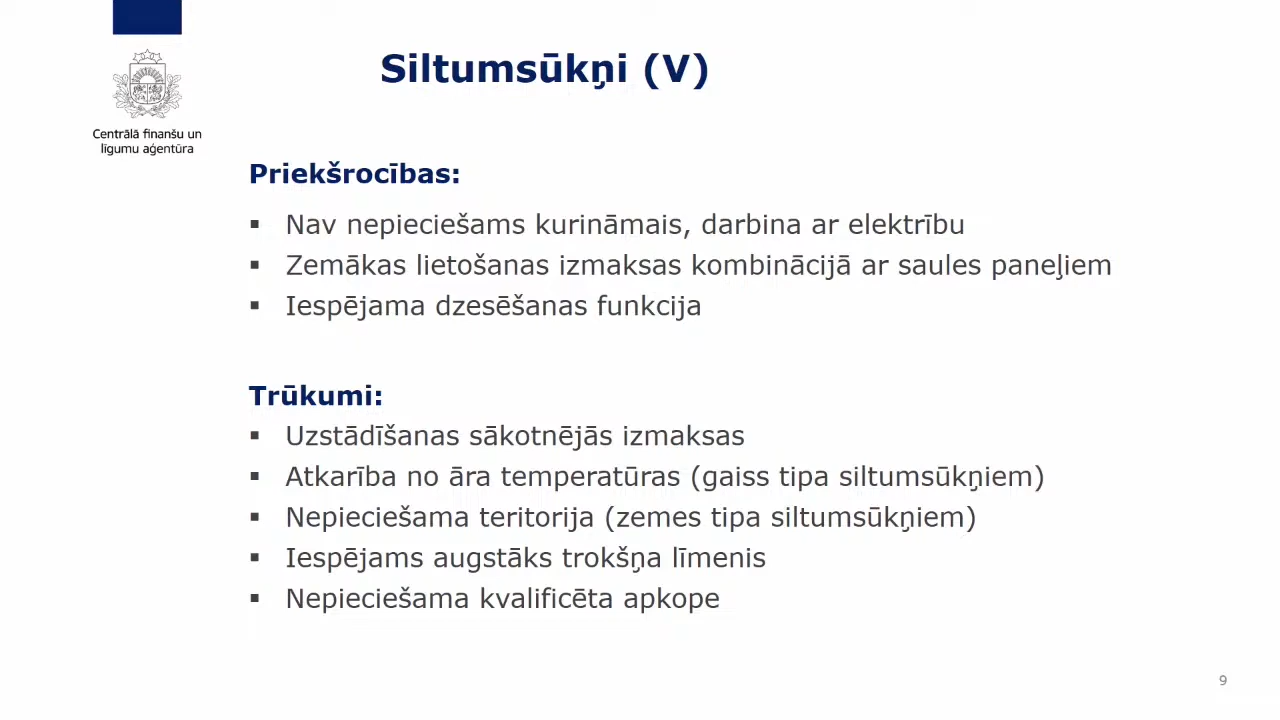 Siltumsūkņi (V)
Centrālā finanšu un
līgumu aģentūra
Priekšrocības:
▪ Nav nepieciešams kurināmais, darbina ar elektrību
▪ Zemākas lietošanas izmaksas kombinācijā ar saules paneļiem
▪ Iespējama dzesēšanas funkcija
Trūkumi:
▪ Uzstādīšanas sākotnējās izmaksas
▪ Atkarība no āra temperatūras (gaiss tipa siltumsūkņiem)
▪ Nepieciešama teritorija (zemes tipa siltumsūkņiem)
▪ Iespējams augstāks trokšņa līmenis
▪ Nepieciešama kvalificēta apkope
9